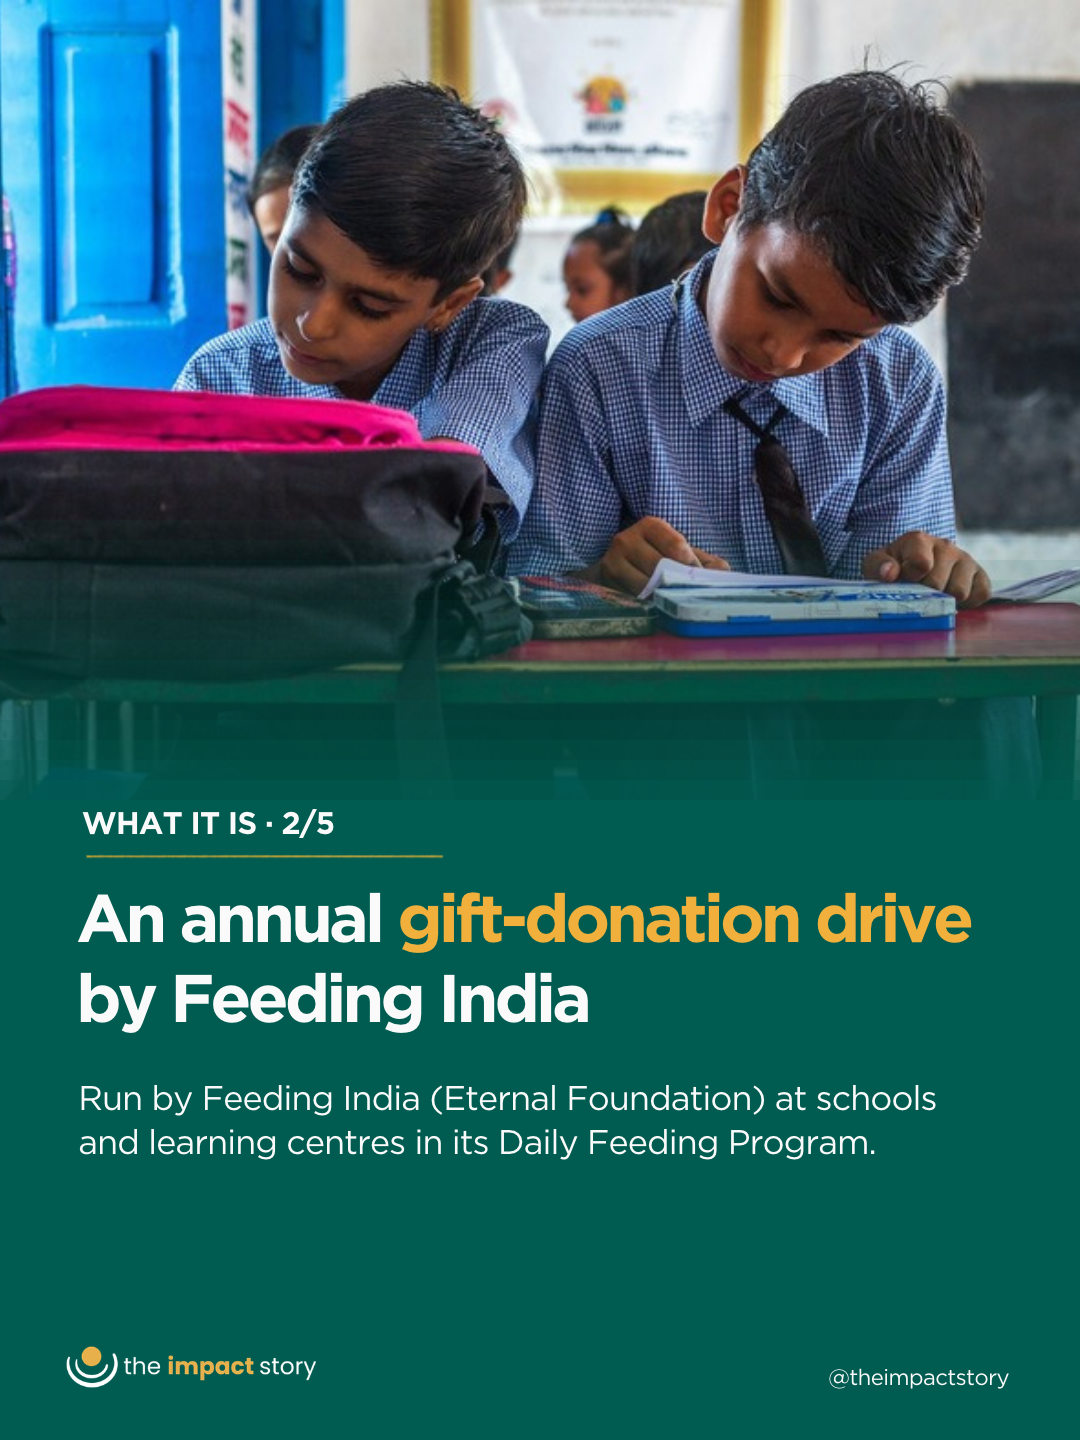 WHAT IT IS · 2/5
An annual gift-donation drive
by Feeding India
Run by Feeding India (Eternal Foundation) at schools
and learning centres in its Daily Feeding Program.
the impact story
@theimpactstory